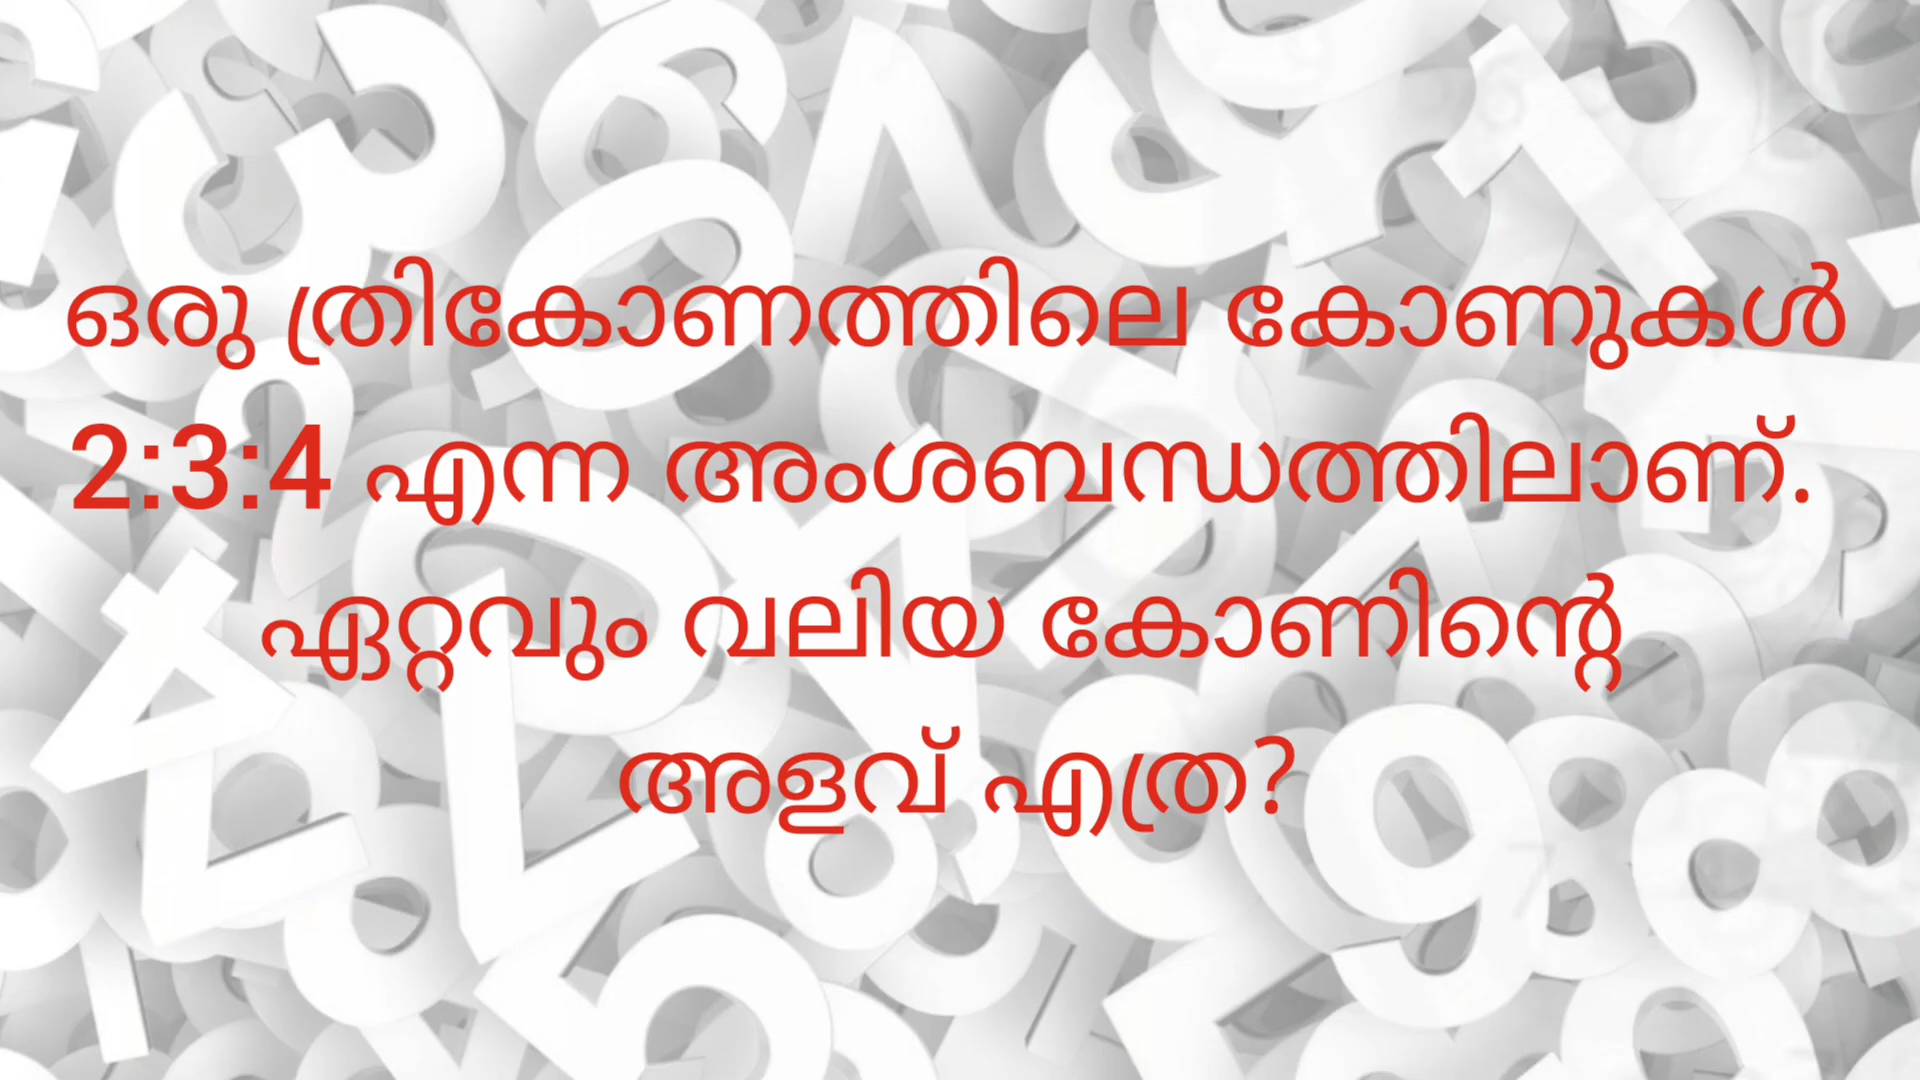 ഒരു ത്രികോണത്തിലെ കോണുകൾ
2:3:4 എന്ന അംശബന്ധത്തിലാണ്.
ഏറ്റവും വലിയ കോണിന്റെ
അളവ് എത്ര?